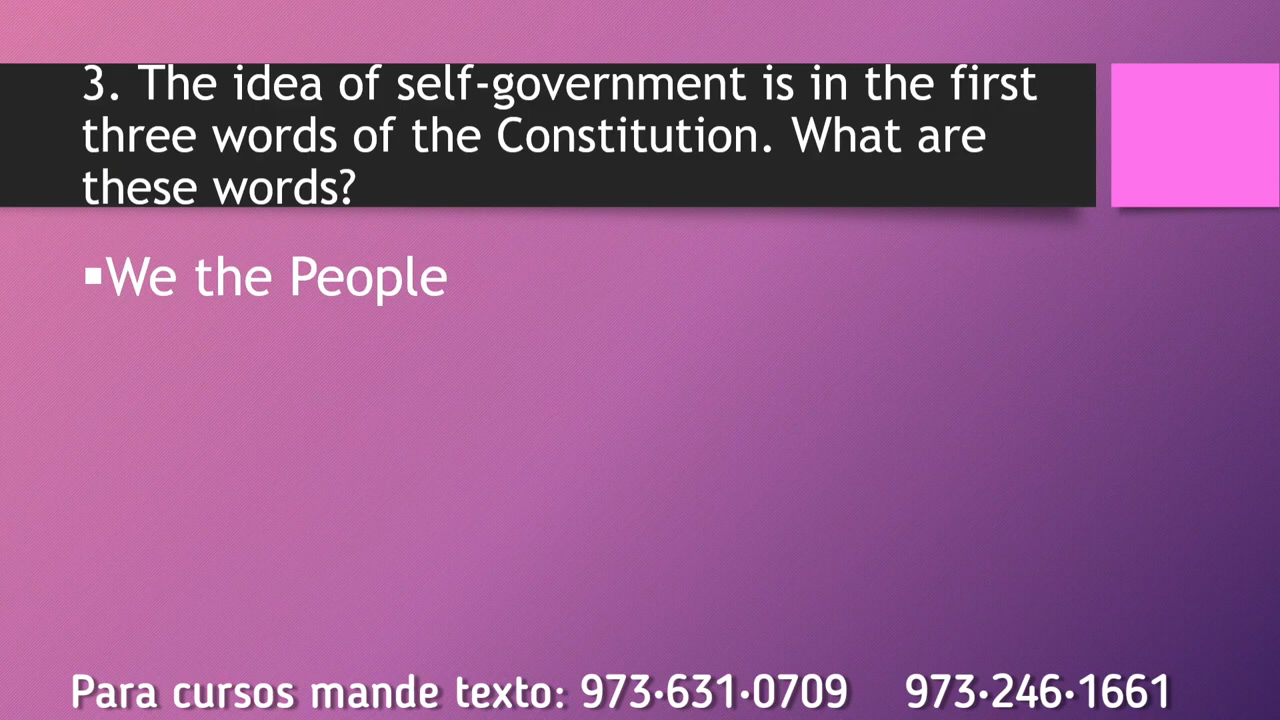 3. The idea of self-government is in the first
three words of the Constitution. What are
these words?
▪We the People
Para cursos mande texto: 973·631·0709 973·246·1661